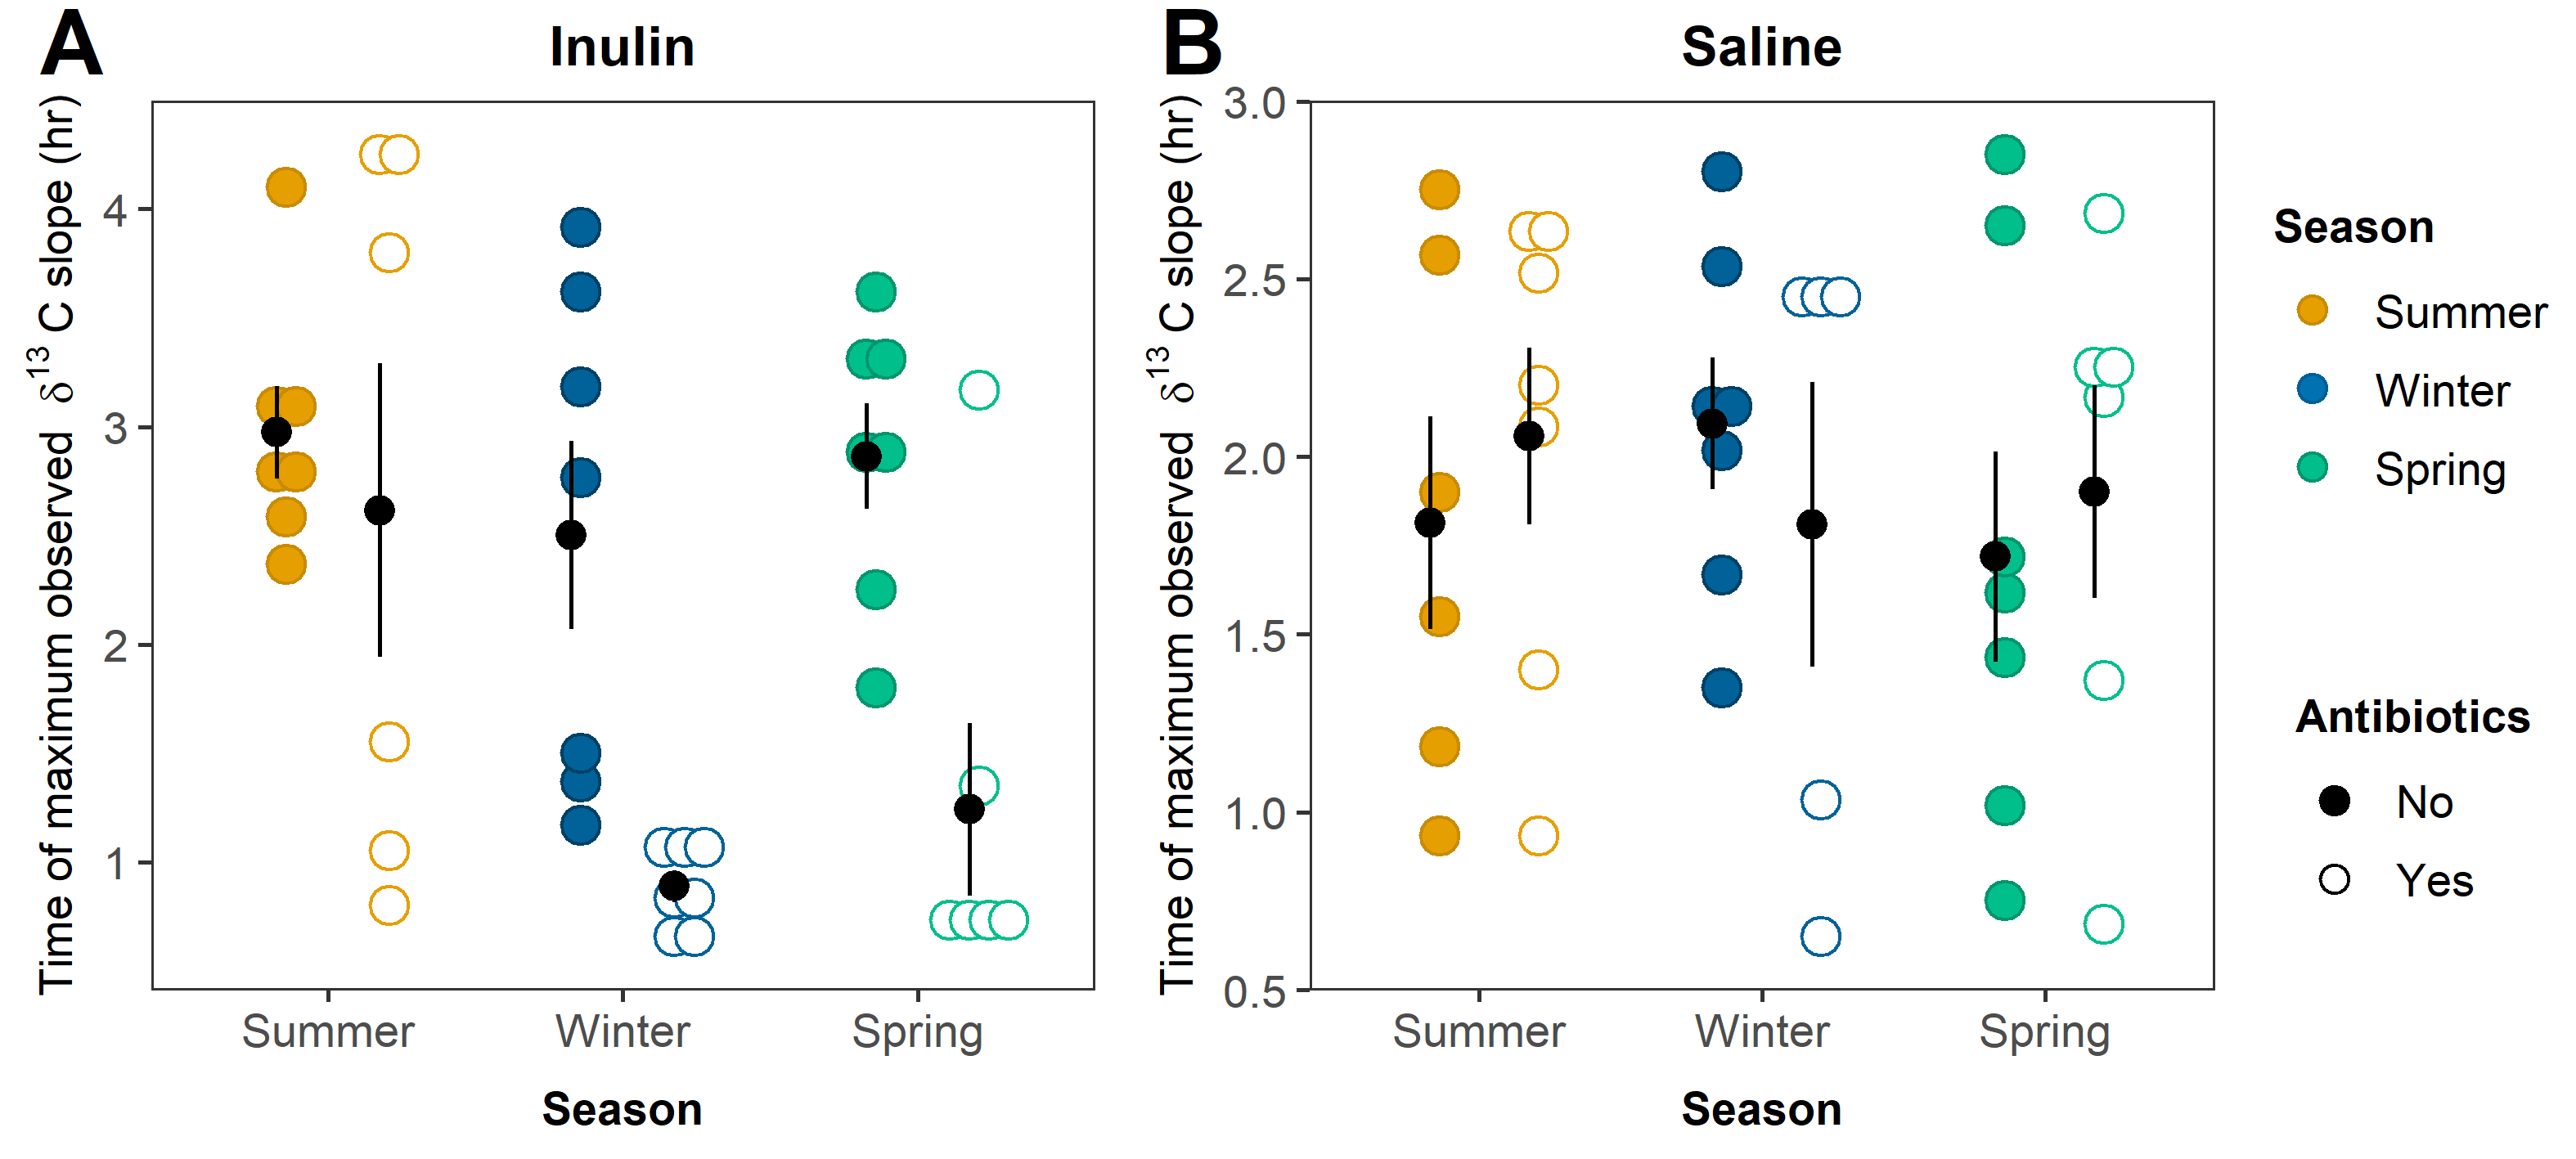 A
Inulin
Time of maximum observed δ¹³ C slope (hr)
4
3
2
1
Summer
Winter
Spring
Season
B
Saline
Time of maximum observed δ¹³ C slope (hr)
3.0
2.5
2.0
1.5
1.0
0.5
Summer
Winter
Spring
Season
Season
Summer
Winter
Spring
Antibiotics
No
Yes